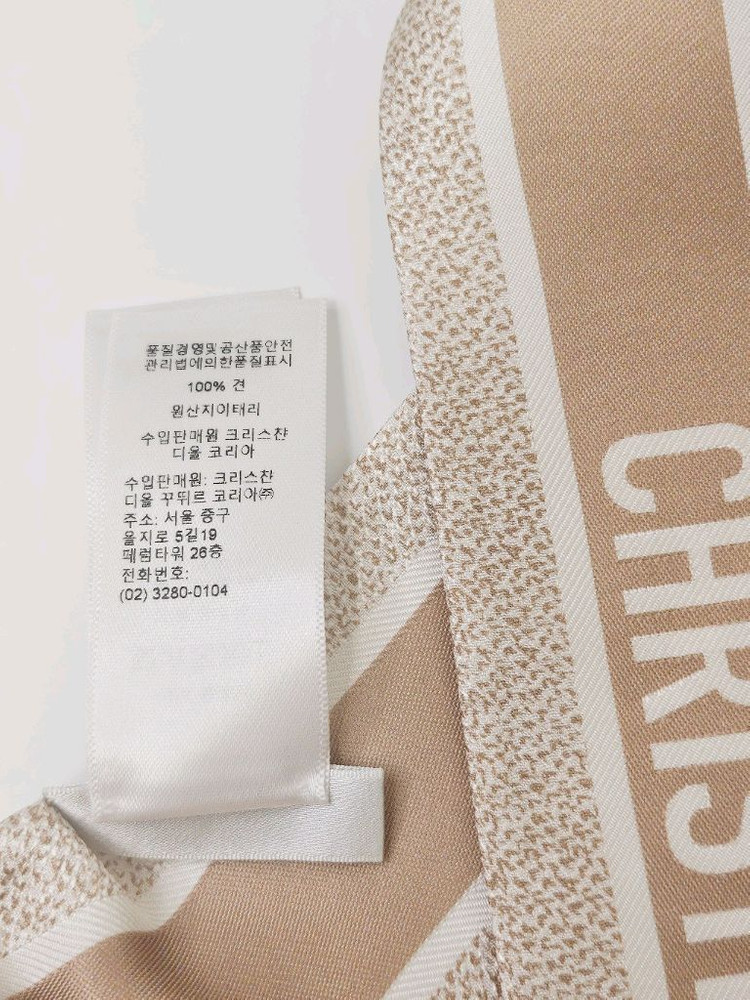 품질경영및공산품안전
관리법에의한품질표시
100% 견
원산지이태리
수입판매원 크리스챤
디올 코리아
수입판매원: 크리스챤
디올 꾸뛰르 코리아㈜
주소: 서울 중구
을지로 5길19
페럼타워 26층
전화번호:
(02) 3280-0104
CHRISTI